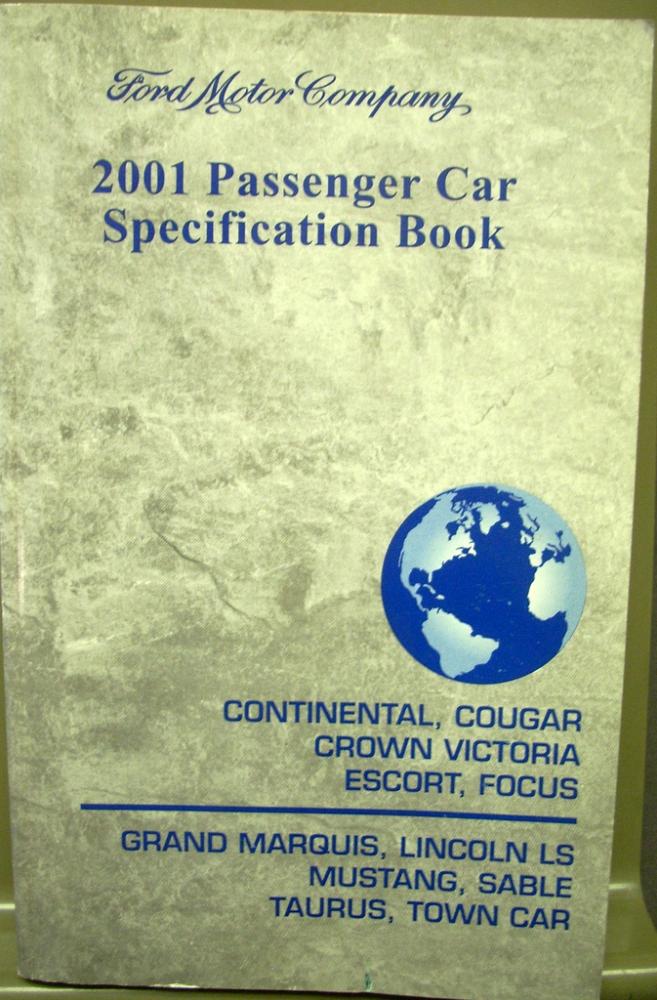 Ford Motor Company
2001 Passenger Car
Specification Book
CONTINENTAL, COUGAR
CROWN VICTORIA
ESCORT, FOCUS
GRAND MARQUIS, LINCOLN LS
MUSTANG, SABLE
TAURUS, TOWN CAR